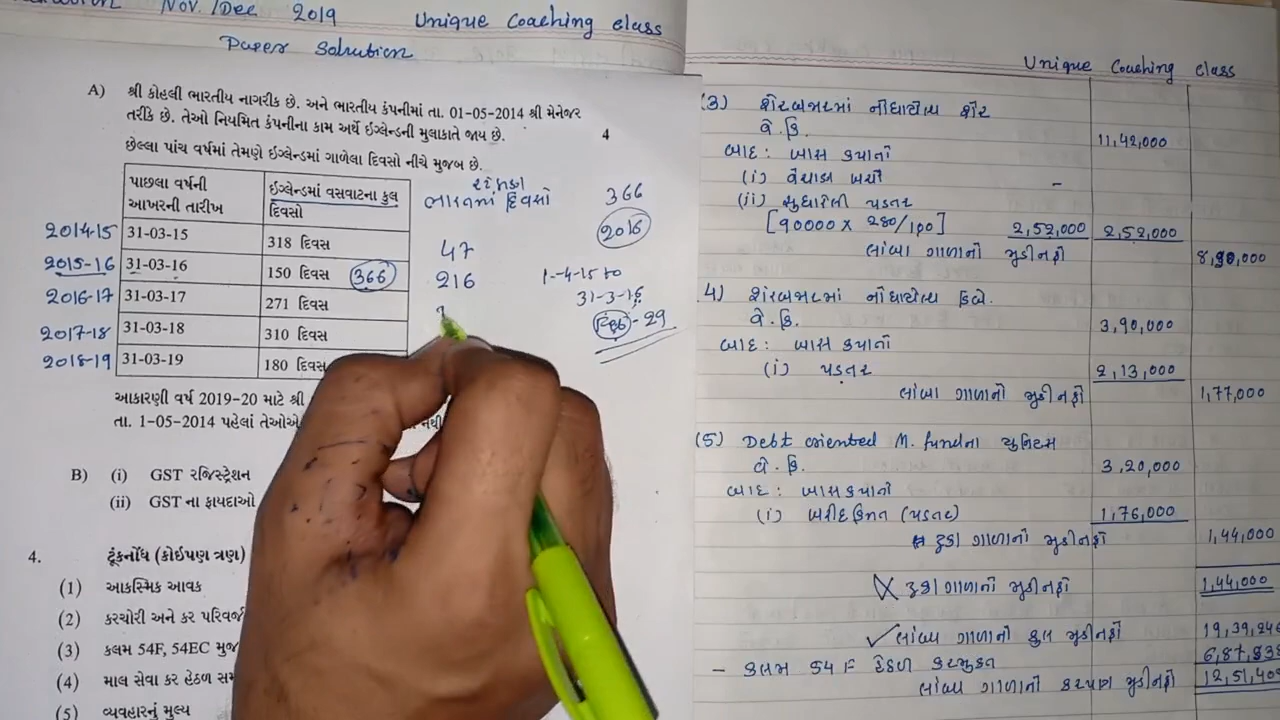 Nov./Dec 2019 Unique Coaching class
Paper Solution
A) શ્રી કોહલી ભારતીય નાગરીક છે. અને ભારતીય કંપનીમાં તા. 01-05-2014 શ્રી મેનેજર
તરીકે છે. તેઓ નિયમિત કંપનીના કામ અર્થે ઈંગ્લેન્ડની મુલાકાતે જાય છે. 4
છેલ્લા પાંચ વર્ષમાં તેમણે ઈંગ્લેન્ડમાં ગાળેલા દિવસો નીચે મુજબ છે.
પાછલા વર્ષની ઈંગ્લેન્ડમાં વસવાટના કુલ
આખરની તારીખ દિવસો
ભારતમાં દિવસો
366
2016
2014-15 31-03-15 318 દિવસ 47
2015-16 31-03-16 150 દિવસ 366 216
2016-17 31-03-17 271 દિવસ
2017-18 31-03-18 310 દિવસ
2018-19 31-03-19 180 દિવસ
1-4-15 to
31-3-16
ફેબ્રુ - 29
આકારણી વર્ષ 2019-20 માટે શ્રી
તા. 1-05-2014 પહેલાં તેઓએ
B) (i) GST રજિસ્ટ્રેશન
(ii) GST ના ફાયદાઓ
4. ટૂંકનોંધ (કોઈપણ ત્રણ)
(1) આકસ્મિક આવક
(2) કરચોરી અને કર
(3) કલમ 54F, 54EC
(4) માલ સેવા કર હેઠળ
(5) વ્યવહારનું મુલ્ય
Unique Coaching class
(3) શેરબજારમાં નોંધાયેલા શેર
વે. કિં. 11,42,000
બાદ : ખાસ કપાતો
(i) વેચાણ ખર્ચ -
(ii) સુધારેલી પડતર
[90000 x 280/100] 2,52,000 2,52,000
લાંબા ગાળાનો મુડીનફો 8,90,000
4) શેરબજારમાં નોંધાયેલા ડિબે.
વે. કિં. 3,90,000
બાદ : ખાસ કપાતો
(i) પડતર 2,13,000
લાંબા ગાળાનો મુડીનફો 1,77,000
(5) Debt oriented M. fundના યુનિટસ
વે. કિં. 3,20,000
બાદ : ખાસ કપાતો
(i) ખરીદકિંમત (પડતર) 1,76,000
ટુંકા ગાળાનો મુડીનફો 1,44,000
ટુંકા ગાળાનો મુડીનફો 1,44,000
લાંબા ગાળાનો કુલ મુડીનફો
- કલમ 54 F હેઠળ કરમુક્ત
લાંબા ગાળાનો કરપાત્ર મુડીનફો